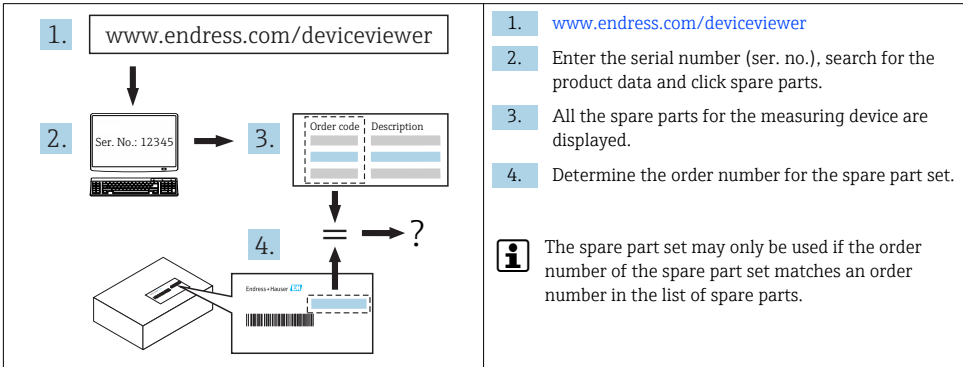 1.
www.endress.com/deviceviewer
2.
Ser. No.: 12345
3.
Order code Description
=
?
4.
Endress+Hauser EH
1. www.endress.com/deviceviewer
2. Enter the serial number (ser. no.), search for the
product data and click spare parts.
3. All the spare parts for the measuring device are
displayed.
4. Determine the order number for the spare part set.
i
The spare part set may only be used if the order
number of the spare part set matches an order
number in the list of spare parts.